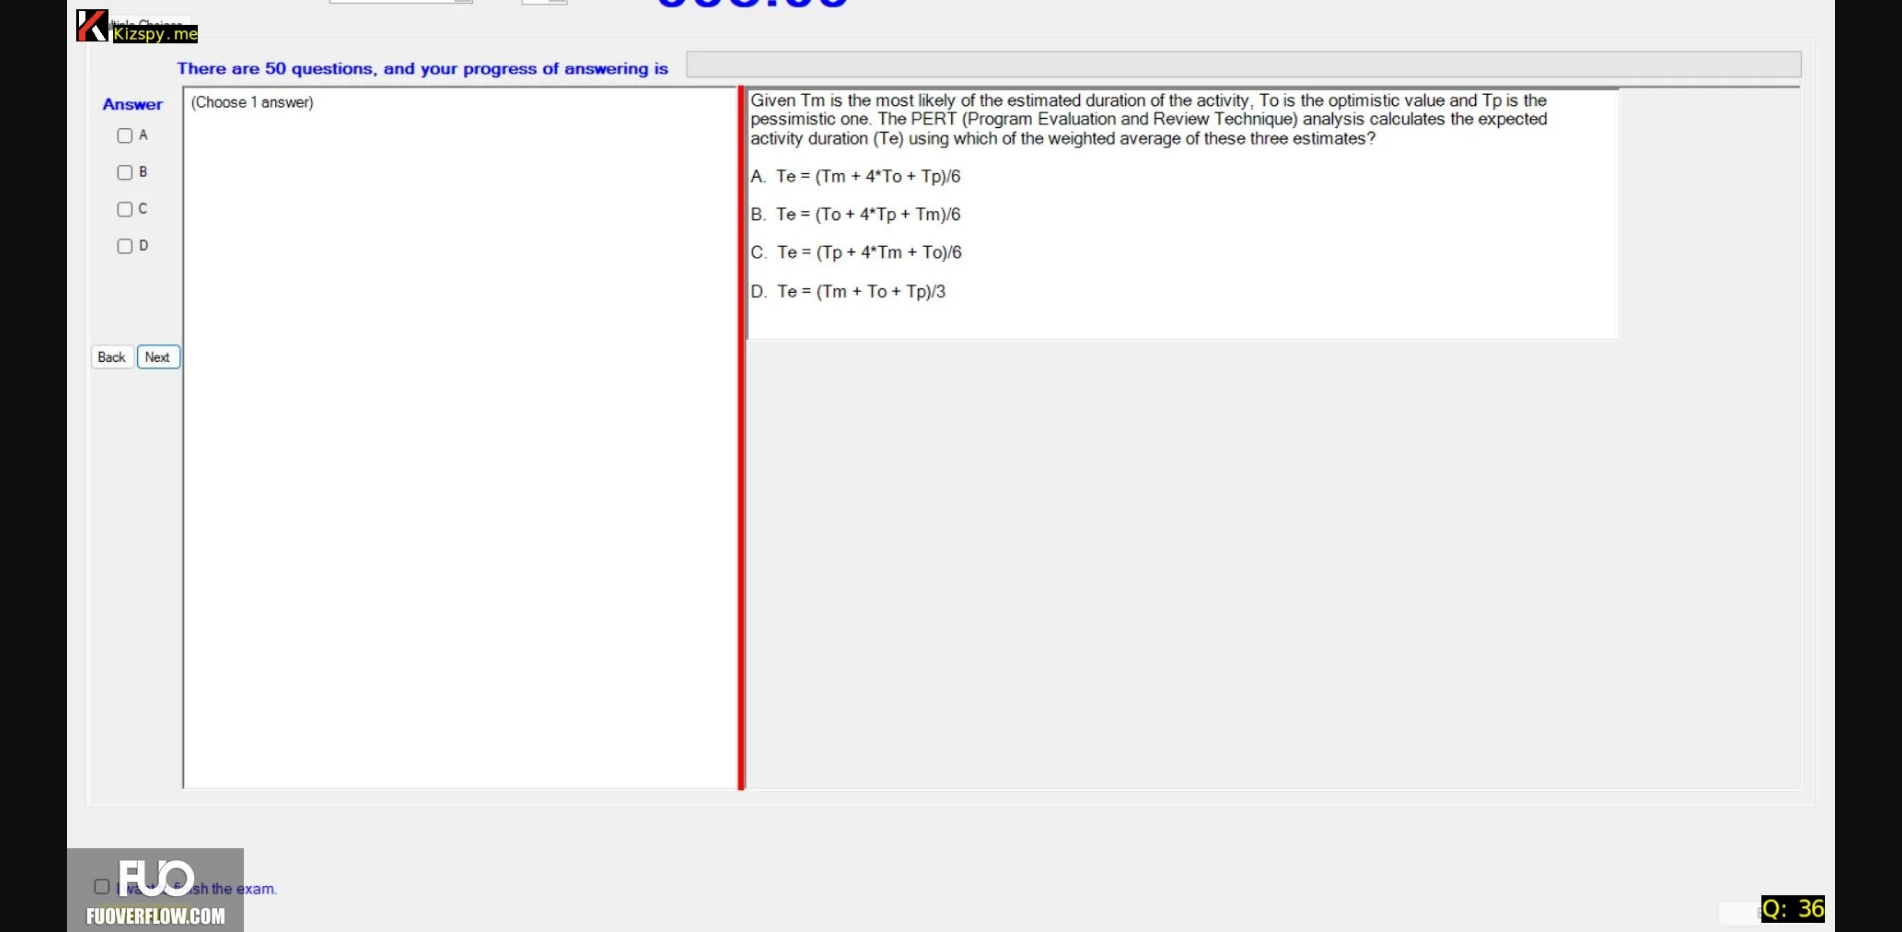 Kizspy.me
There are 50 questions, and your progress of answering is
Answer
(Choose 1 answer)
A
B
C
D
Back Next
Given Tm is the most likely of the estimated duration of the activity, To is the optimistic value and Tp is the
pessimistic one. The PERT (Program Evaluation and Review Technique) analysis calculates the expected
activity duration (Te) using which of the weighted average of these three estimates?
A. Te = (Tm + 4*To + Tp)/6
B. Te = (To + 4*Tp + Tm)/6
C. Te = (Tp + 4*Tm + To)/6
D. Te = (Tm + To + Tp)/3
FUO
the exam.
FUOVERFLOW.COM
Q: 36